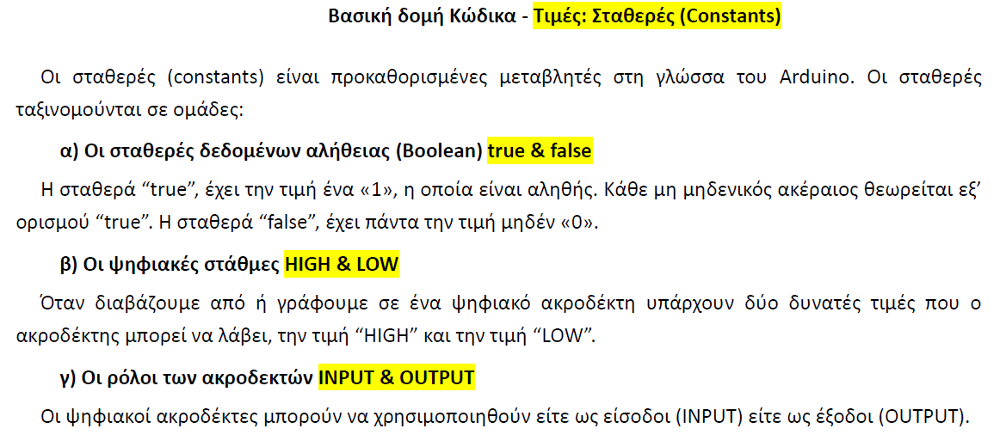 Βασική δομή Κώδικα - Τιμές: Σταθερές (Constants)
Οι σταθερές (constants) είναι προκαθορισμένες μεταβλητές στη γλώσσα του Arduino. Οι σταθερές
ταξινομούνται σε ομάδες:
α) Οι σταθερές δεδομένων αλήθειας (Boolean) true & false
Η σταθερά “true”, έχει την τιμή ένα «1», η οποία είναι αληθής. Κάθε μη μηδενικός ακέραιος θεωρείται εξ’
ορισμού “true”. Η σταθερά “false”, έχει πάντα την τιμή μηδέν «0».
β) Οι ψηφιακές στάθμες HIGH & LOW
Όταν διαβάζουμε από ή γράφουμε σε ένα ψηφιακό ακροδέκτη υπάρχουν δύο δυνατές τιμές που ο
ακροδέκτης μπορεί να λάβει, την τιμή “HIGH” και την τιμή “LOW”.
γ) Οι ρόλοι των ακροδεκτών INPUT & OUTPUT
Οι ψηφιακοί ακροδέκτες μπορούν να χρησιμοποιηθούν είτε ως είσοδοι (INPUT) είτε ως έξοδοι (OUTPUT).